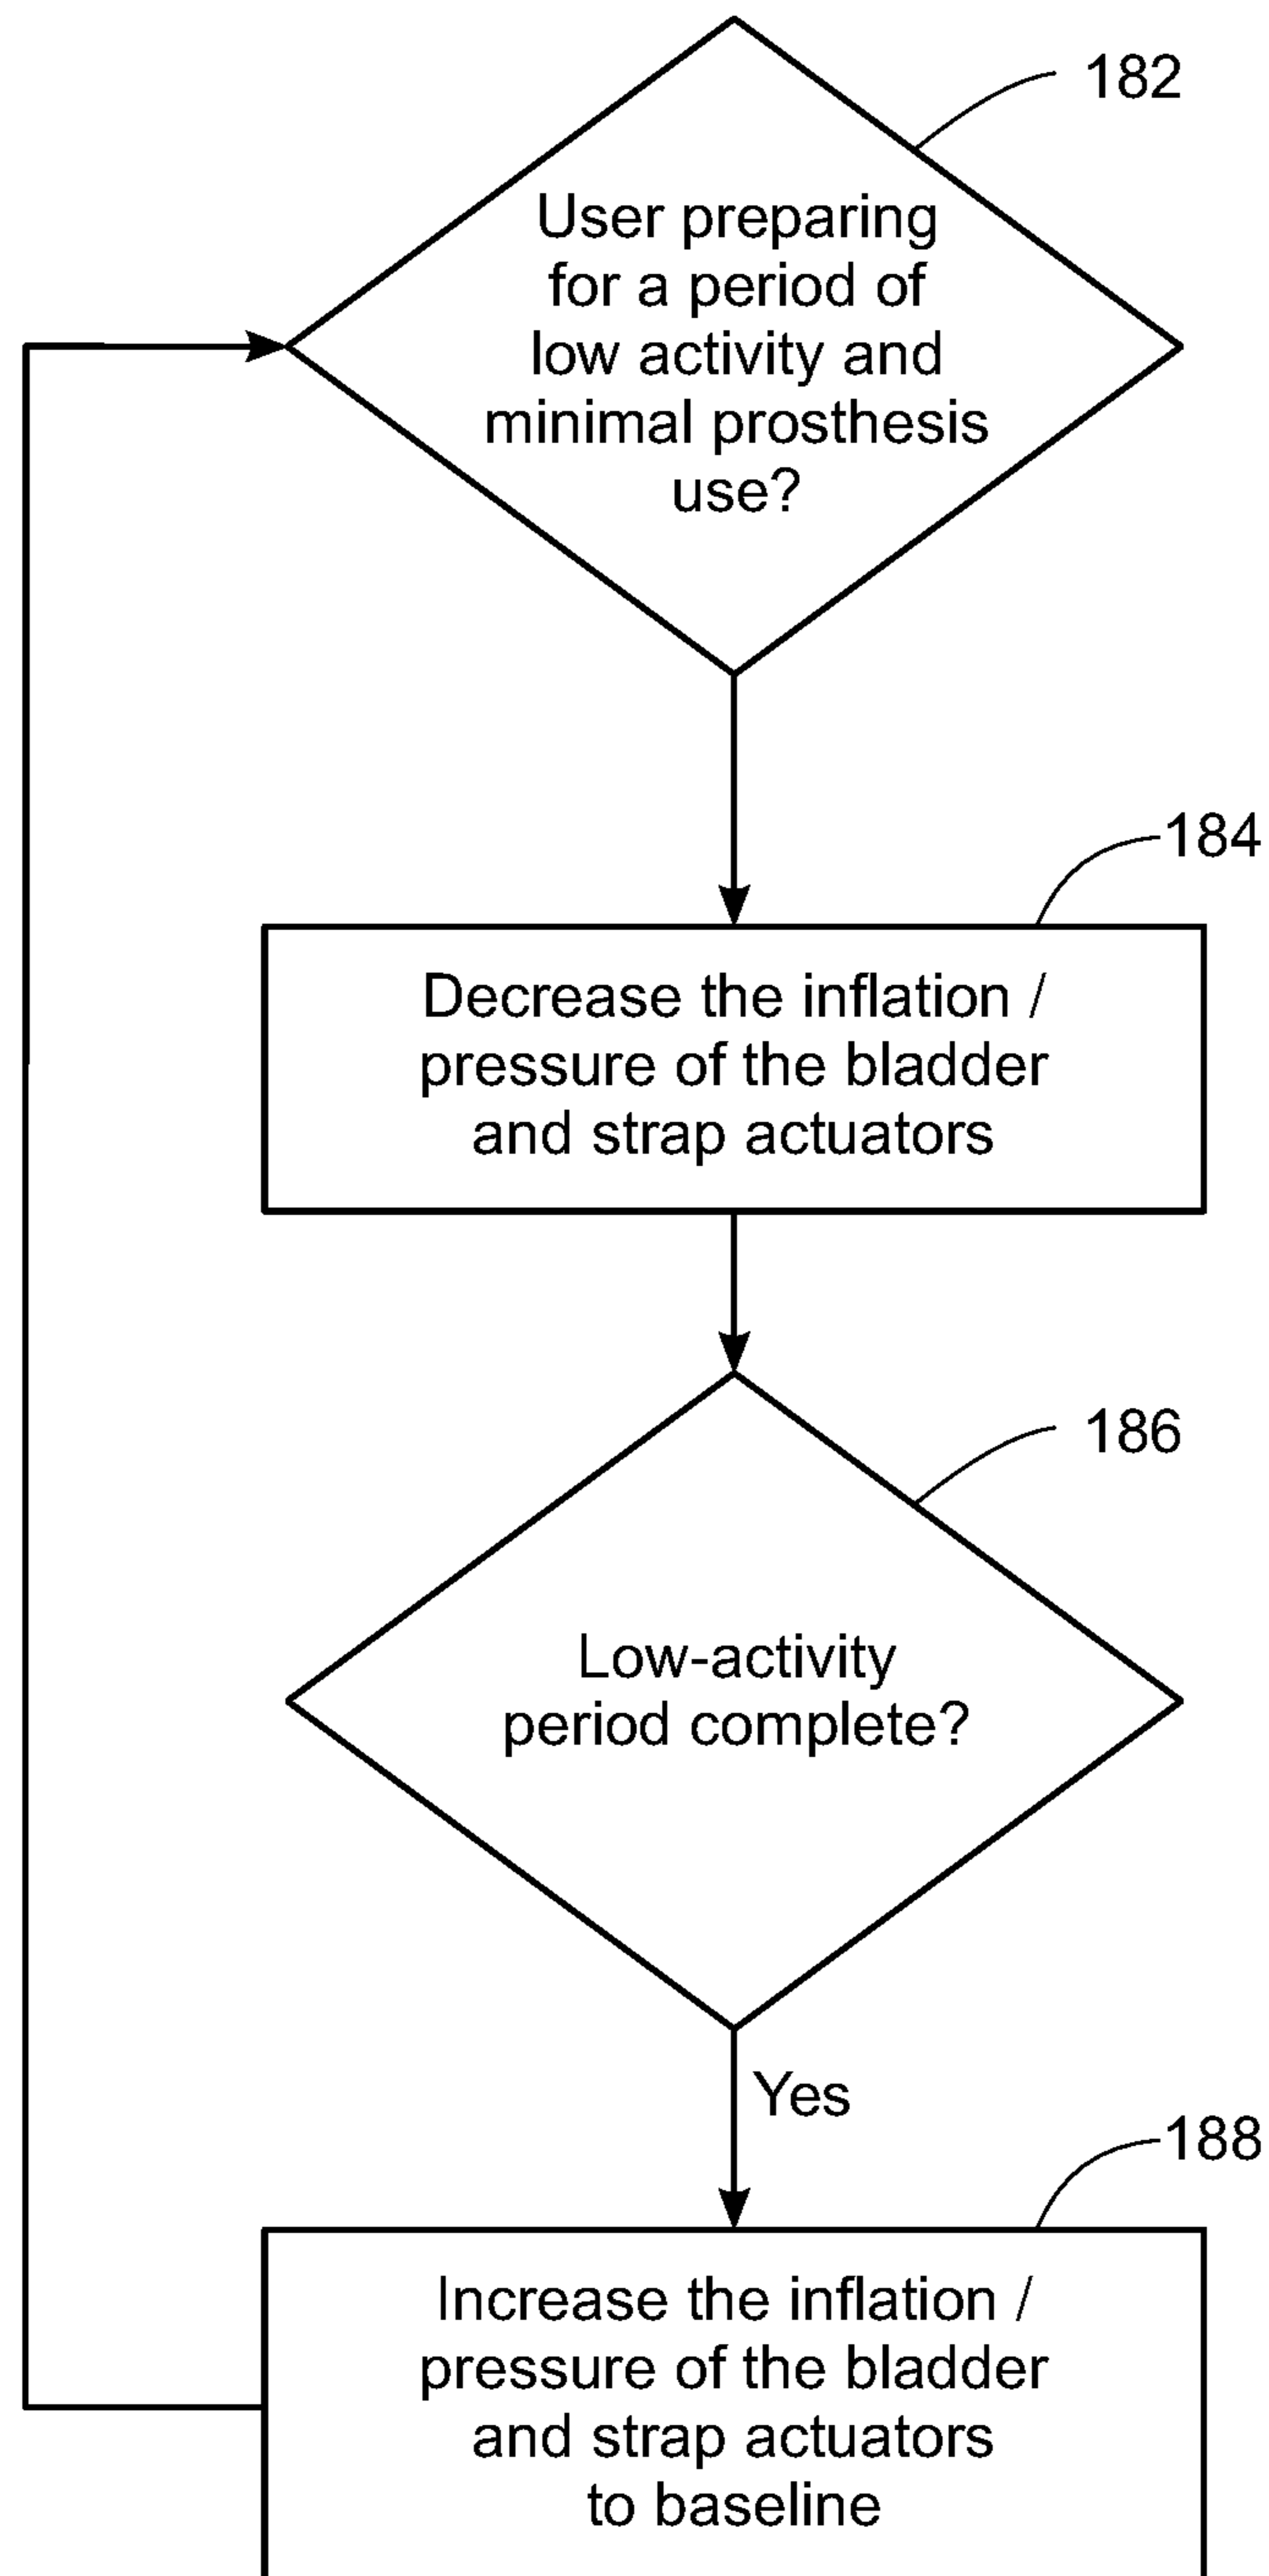 182
User preparing
for a period of
low activity and
minimal prosthesis
use?
184
Decrease the inflation /
pressure of the bladder
and strap actuators
186
Low-activity
period complete?
Yes
188
Increase the inflation /
pressure of the bladder
and strap actuators
to baseline